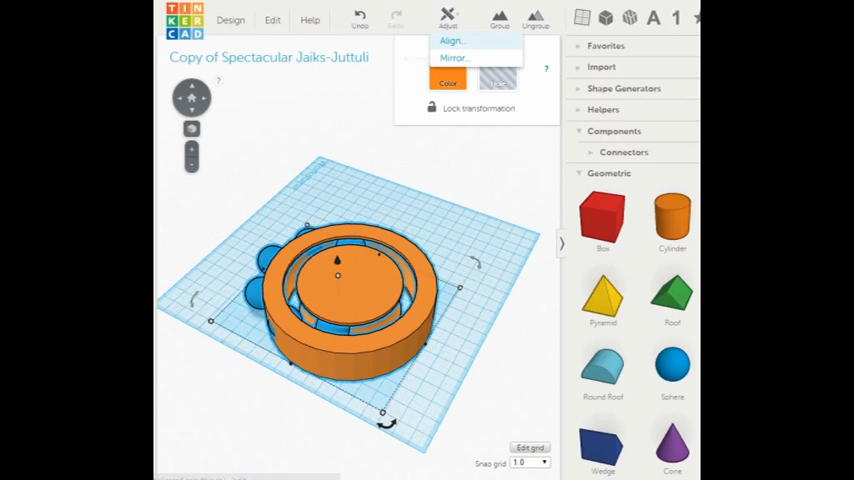 TIN
KER
CAD
Design
Edit
Help
Undo
Redo
Adjust
Group
Ungroup
Align...
Mirror...
Copy of Spectacular Jaiks-Juttuli
?
Color
Hole
?
Lock transformation
Favorites
Import
Shape Generators
Helpers
Components
Connectors
Geometric
Box
Cylinder
Pyramid
Roof
Round Roof
Sphere
Wedge
Cone
Edit grid
Snap grid 1.0